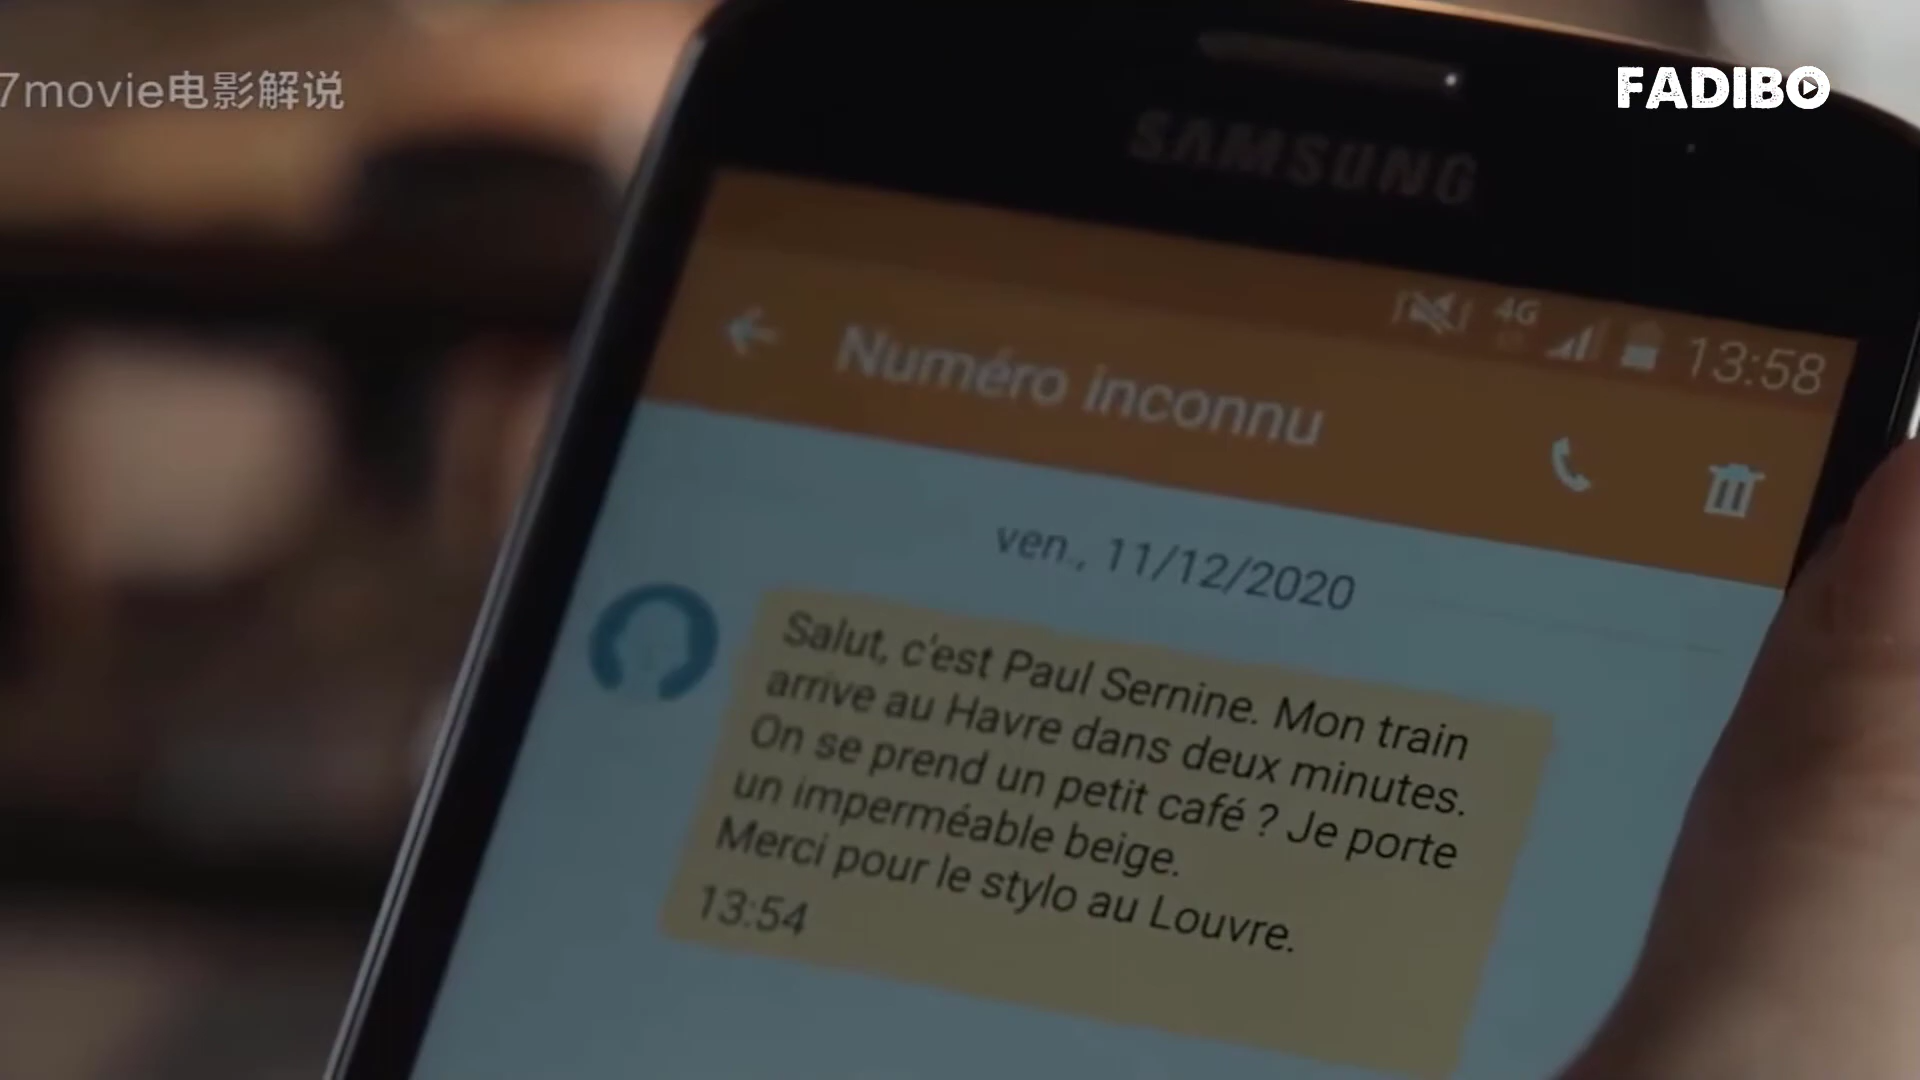 7movie电影解说
FADIBO
SAMSUNG
4G 13:58
Numéro inconnu
ven., 11/12/2020
Salut, c'est Paul Sernine. Mon train
arrive au Havre dans deux minutes.
On se prend un petit café ? Je porte
un imperméable beige.
Merci pour le stylo au Louvre.
13:54